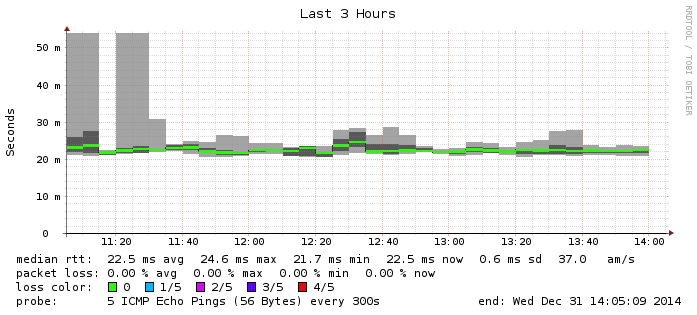 Last 3 Hours
RRDTOOL / TOBI OETIKER
Seconds
50 m
40 m
30 m
20 m
10 m
0
11:20 11:40 12:00 12:20 12:40 13:00 13:20 13:40 14:00
median rtt: 22.5 ms avg 24.6 ms max 21.7 ms min 22.5 ms now 0.6 ms sd 37.0 am/s
packet loss: 0.00 % avg 0.00 % max 0.00 % min 0.00 % now
loss color: 0 1/5 2/5 3/5 4/5
probe: 5 ICMP Echo Pings (56 Bytes) every 300s end: Wed Dec 31 14:05:09 2014